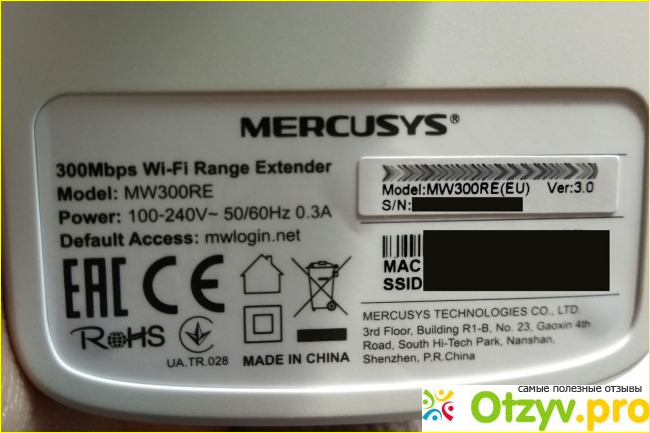 MERCUSYS®
300Mbps Wi-Fi Range Extender
Model: MW300RE
Power: 100-240V~ 50/60Hz 0.3A
Default Access: mwlogin.net
Model:MW300RE(EU) Ver:3.0
S/N:
MAC
SSID
EAC CE
RoHS
UA.TR.028
MADE IN CHINA
MERCUSYS TECHNOLOGIES CO., LTD.
3rd Floor, Building R1-B, No. 23, Gaoxin 4th
Road, South Hi-Tech Park, Nanshan,
Shenzhen, P.R.China
самые полезные отзывы
Otzyv.pro